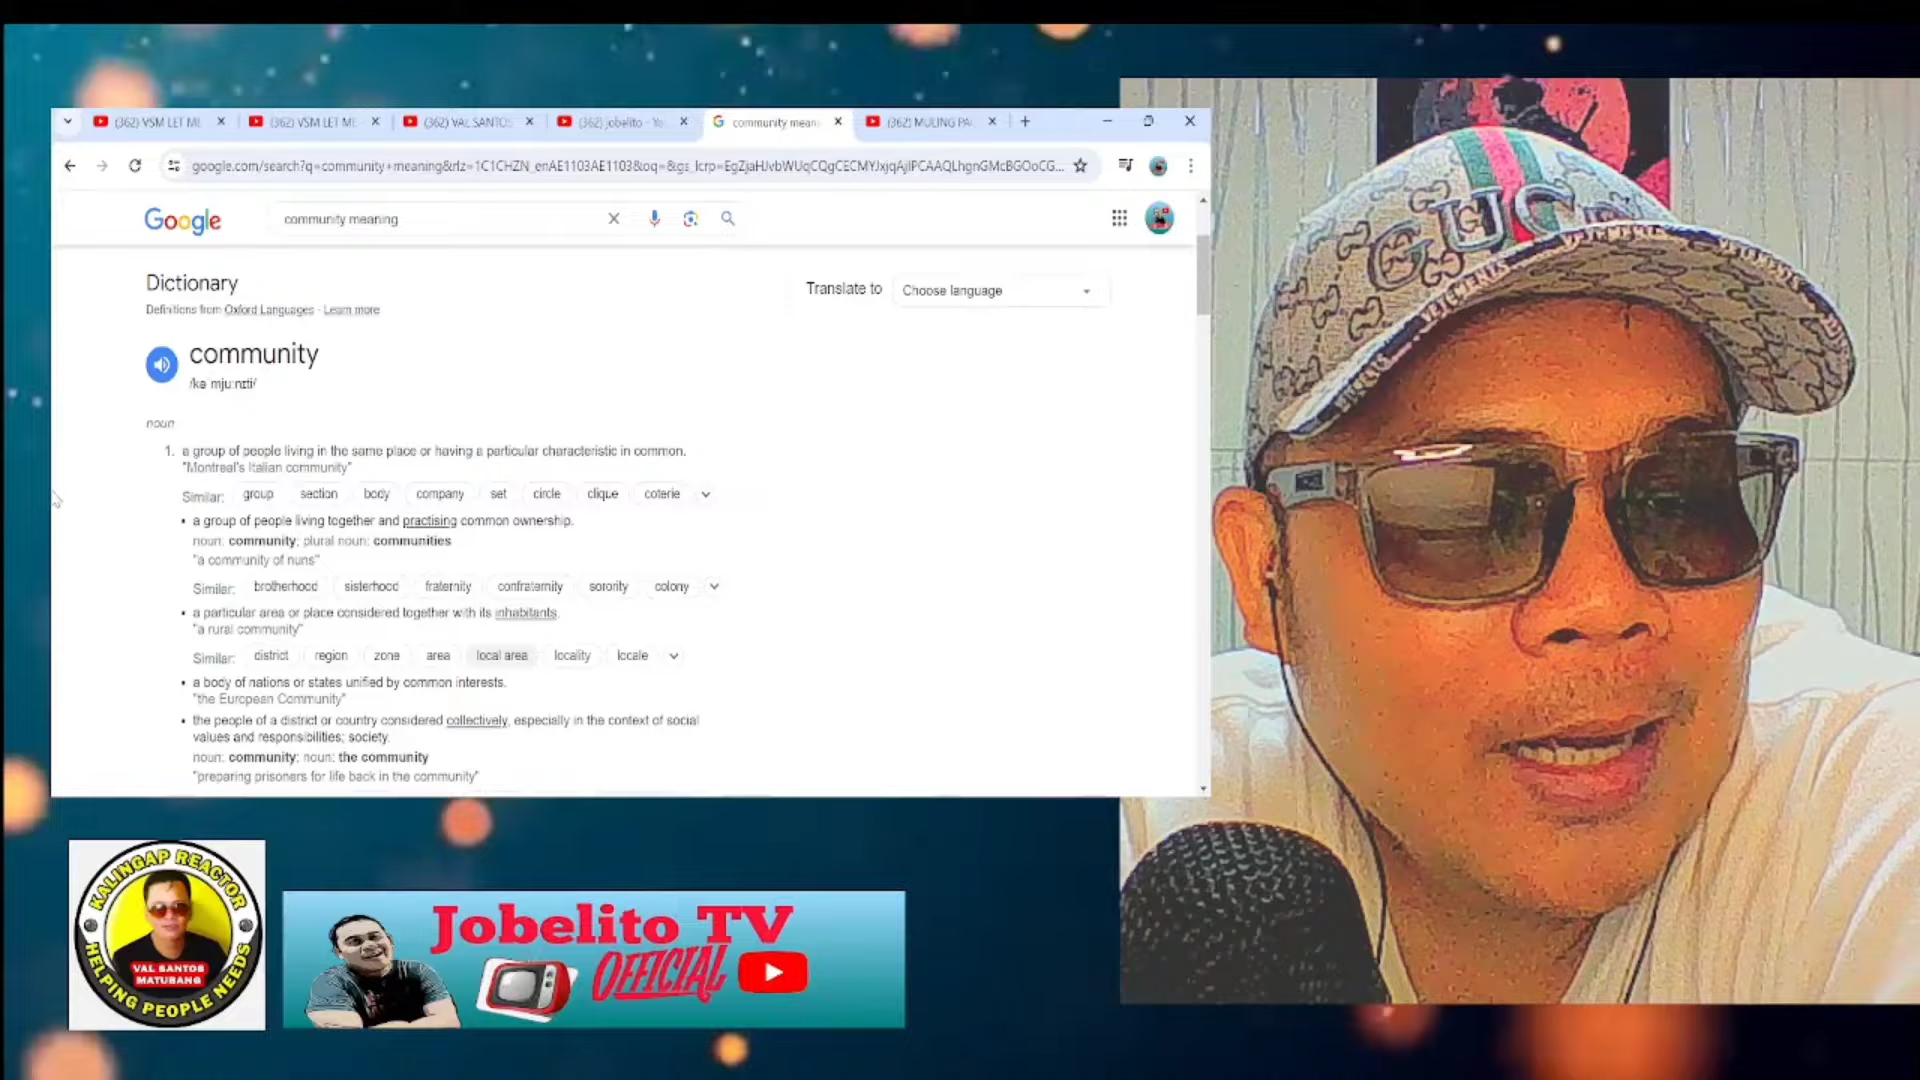 (362) VSM LET ME
(362) VSM LET ME
(362) VAL SANTOS
(362) jobelito - Yo
community mean
(362) MULING PA
google.com/search?q=community+meaning&rlz=1C1CHZN_enAE1103AE1103&oq=&gs_lcrp=
Google
community meaning
Dictionary
Translate to
Choose language
Definitions from Oxford Languages · Learn more
community
/kəˈmjuːnɪti/
noun
1. a group of people living in the same place or having a particular characteristic in common.
"Montreal's Italian community"
Similar: group section body company set circle clique coterie
• a group of people living together and practising common ownership.
noun: community; plural noun: communities
"a community of nuns"
Similar: brotherhood sisterhood fraternity confraternity sorority colony
• a particular area or place considered together with its inhabitants.
"a rural community"
Similar: district region zone area local area locality locale
• a body of nations or states unified by common interests.
"the European Community"
• the people of a district or country considered collectively, especially in the context of social
values and responsibilities; society.
noun: community; noun: the community
"preparing prisoners for life back in the community"
GUCCI
VETEMENTS
KALINGAP REACTOR
VAL SANTOS
MATUBANG
HELPING PEOPLE NEEDS
Jobelito TV
OFFICIAL